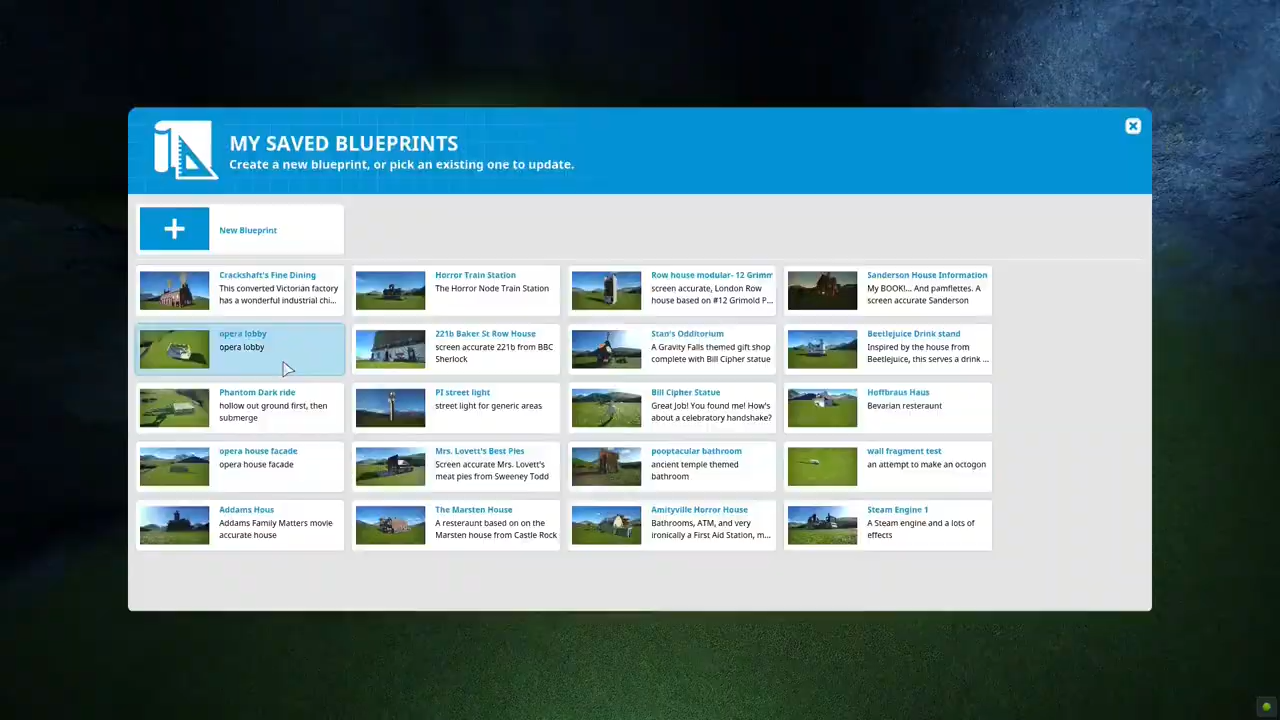 MY SAVED BLUEPRINTS
Create a new blueprint, or pick an existing one to update.
New Blueprint
Crackshaft's Fine Dining
This converted Victorian factory
has a wonderful industrial chi...
Horror Train Station
The Horror Node Train Station
Row house modular- 12 Grimm
screen accurate, London Row
house based on #12 Grimold P...
Sanderson House Information
My BOOK!... And pamflettes. A
screen accurate Sanderson
opera lobby
opera lobby
221b Baker St Row House
screen accurate 221b from BBC
Sherlock
Stan's Odditorium
A Gravity Falls themed gift shop
complete with Bill Cipher statue
Beetlejuice Drink stand
Inspired by the house from
Beetlejuice, this serves a drink ...
Phantom Dark ride
hollow out ground first, then
submerge
PI street light
street light for generic areas
Bill Cipher Statue
Great Job! You found me! How's
about a celebratory handshake?
Hoffbraus Haus
Bevarian resteraunt
opera house facade
opera house facade
Mrs. Lovett's Best Pies
Screen accurate Mrs. Lovett's
meat pies from Sweeney Todd
pooptacular bathroom
ancient temple themed
bathroom
wall fragment test
an attempt to make an octogon
Addams Hous
Addams Family Matters movie
accurate house
The Marsten House
A resteraunt based on on the
Marsten house from Castle Rock
Amityville Horror House
Bathrooms, ATM, and very
ironically a First Aid Station, m...
Steam Engine 1
A Steam engine and a lots of
effects